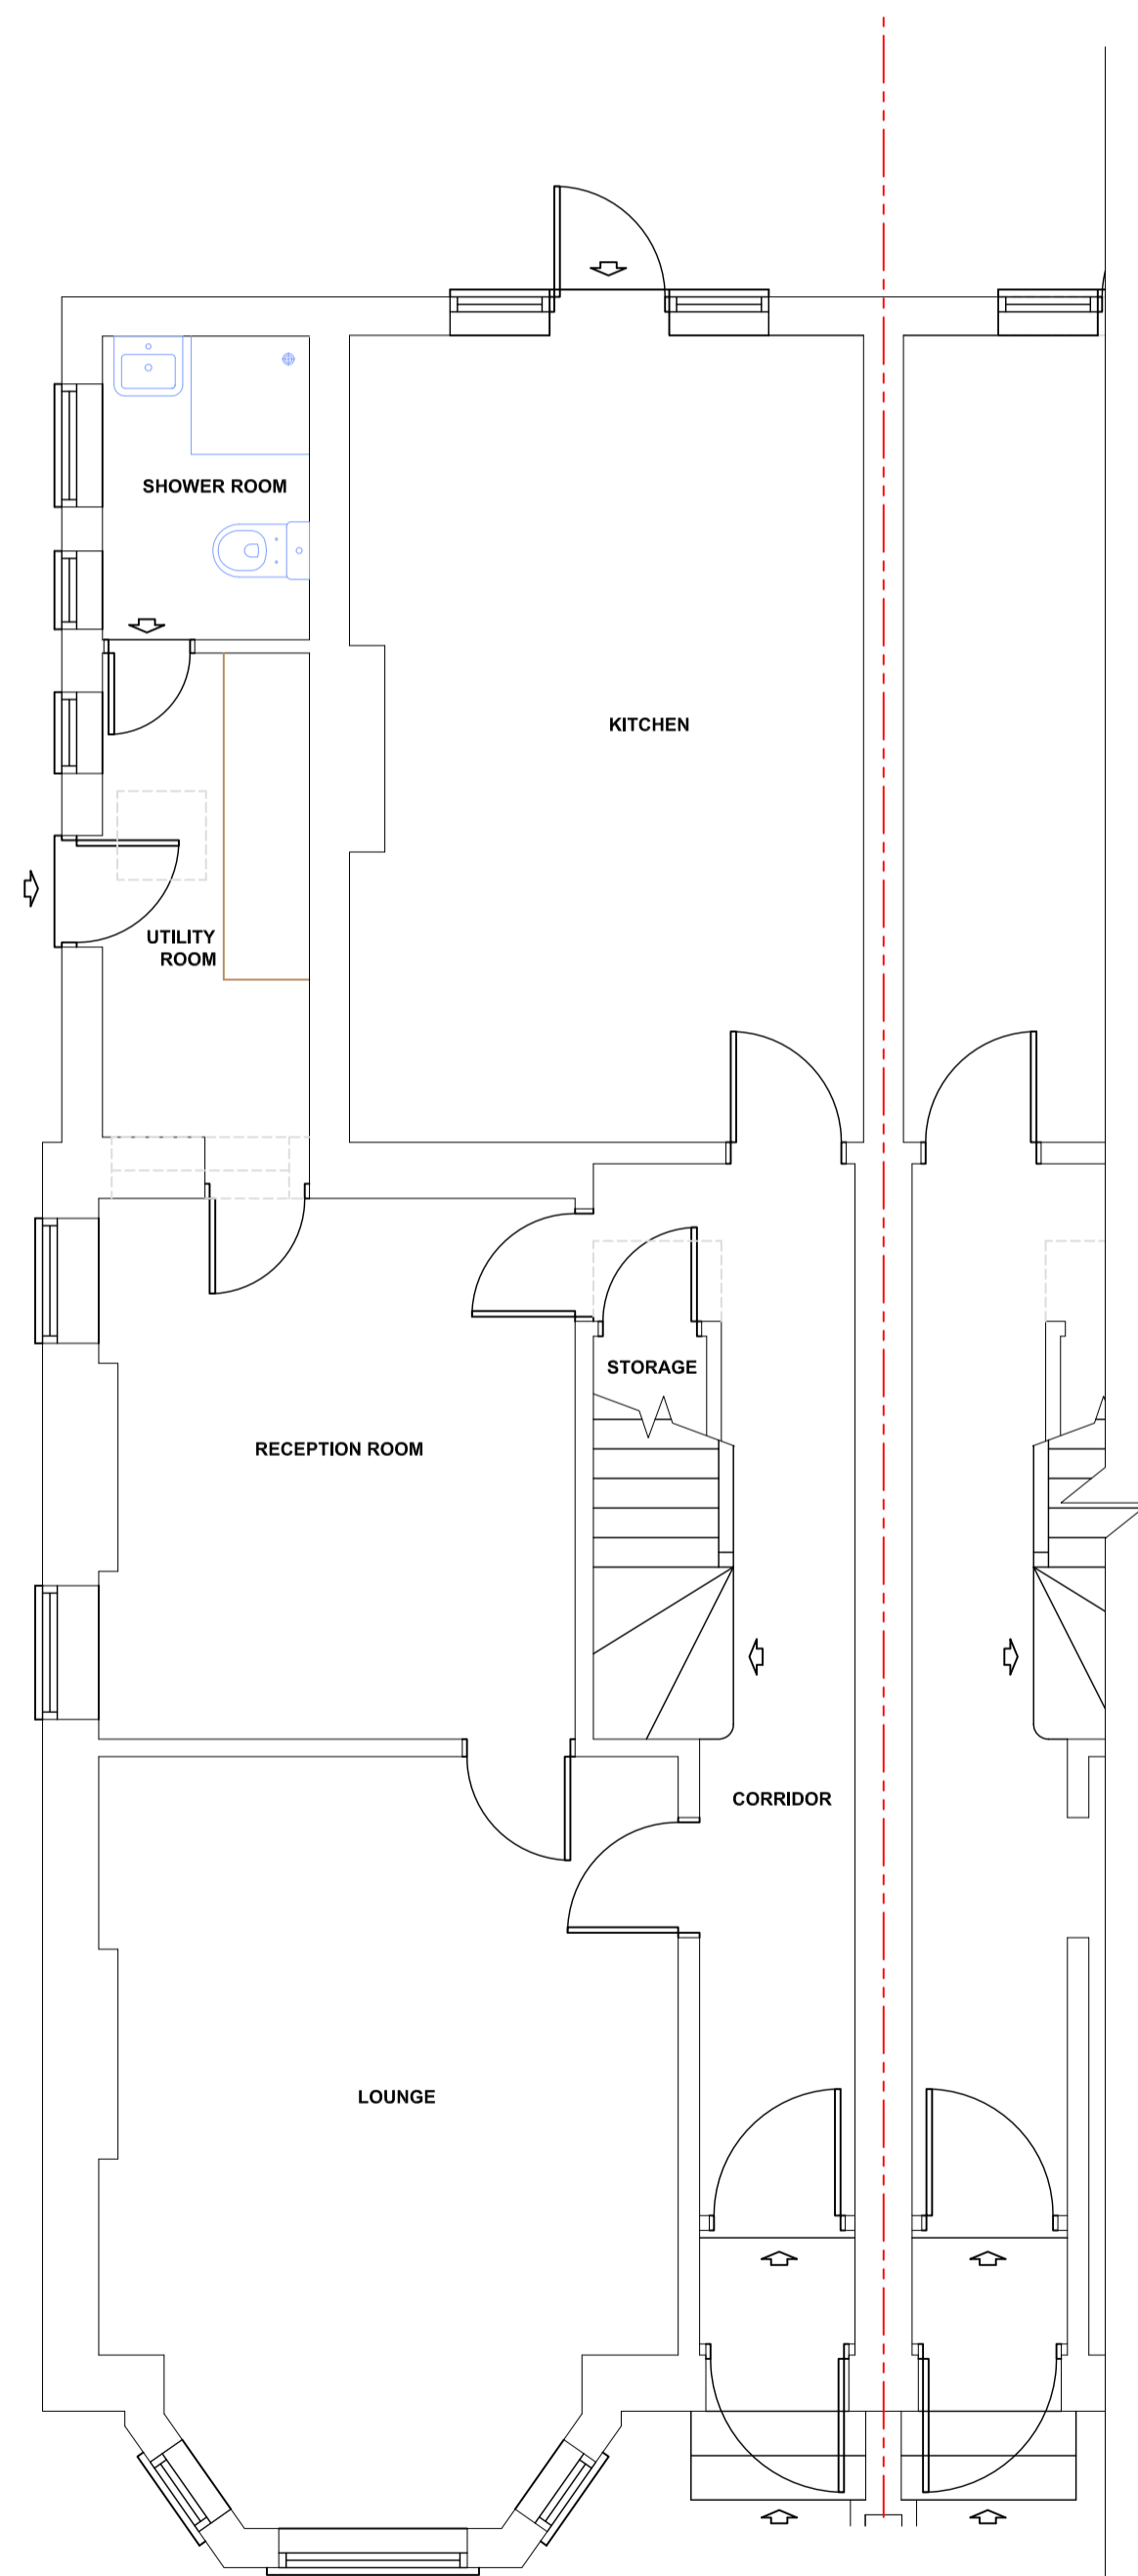 SHOWER ROOM
KITCHEN
UTILITY
ROOM
STORAGE
RECEPTION ROOM
CORRIDOR
LOUNGE